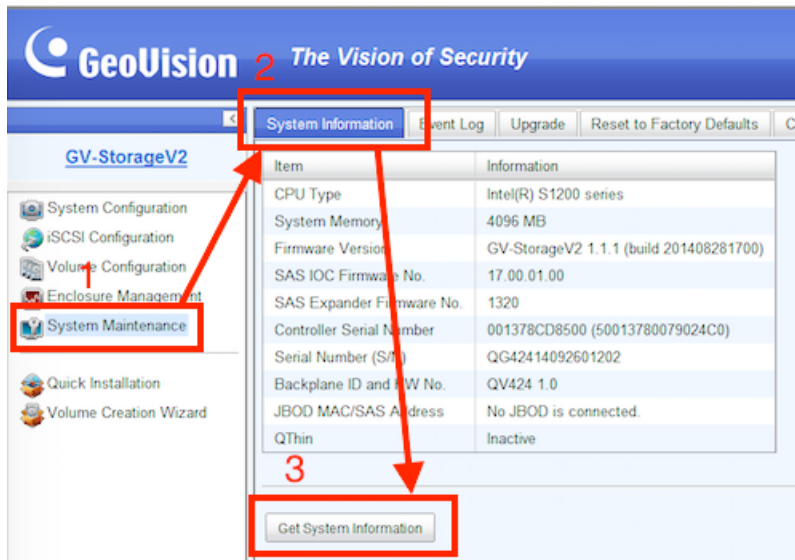 GeoVision The Vision of Security
2
System Information Event Log Upgrade Reset to Factory Defaults
GV-StorageV2
System Configuration
iSCSI Configuration
Volume Configuration
1
Enclosure Management
System Maintenance
Quick Installation
Volume Creation Wizard
Item Information
CPU Type Intel(R) S1200 series
System Memory 4096 MB
Firmware Version GV-StorageV2 1.1.1 (build 201408281700)
SAS IOC Firmware No. 17.00.01.00
SAS Expander Firmware No. 1320
Controller Serial Number 001378CD8500 (50013780079024C0)
Serial Number (S/N) QG42414092601202
Backplane ID and HW No. QV424 1.0
JBOD MAC/SAS Address No JBOD is connected.
QThin Inactive
3
Get System Information